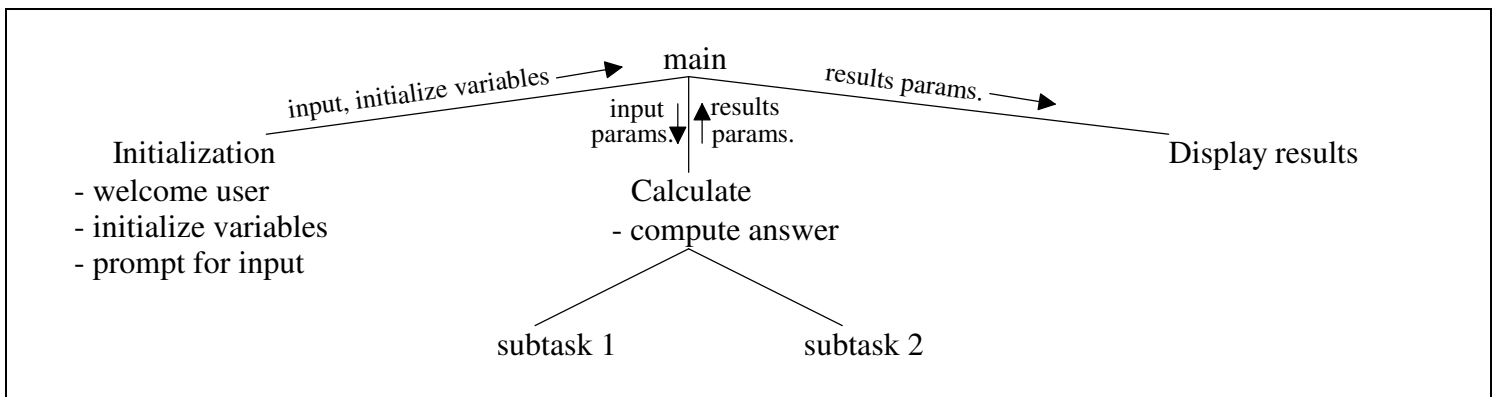 main
input, initialize variables
results params.
input
params.
results
params.
Initialization
- welcome user
- initialize variables
- prompt for input
Calculate
- compute answer
Display results
subtask 1
subtask 2